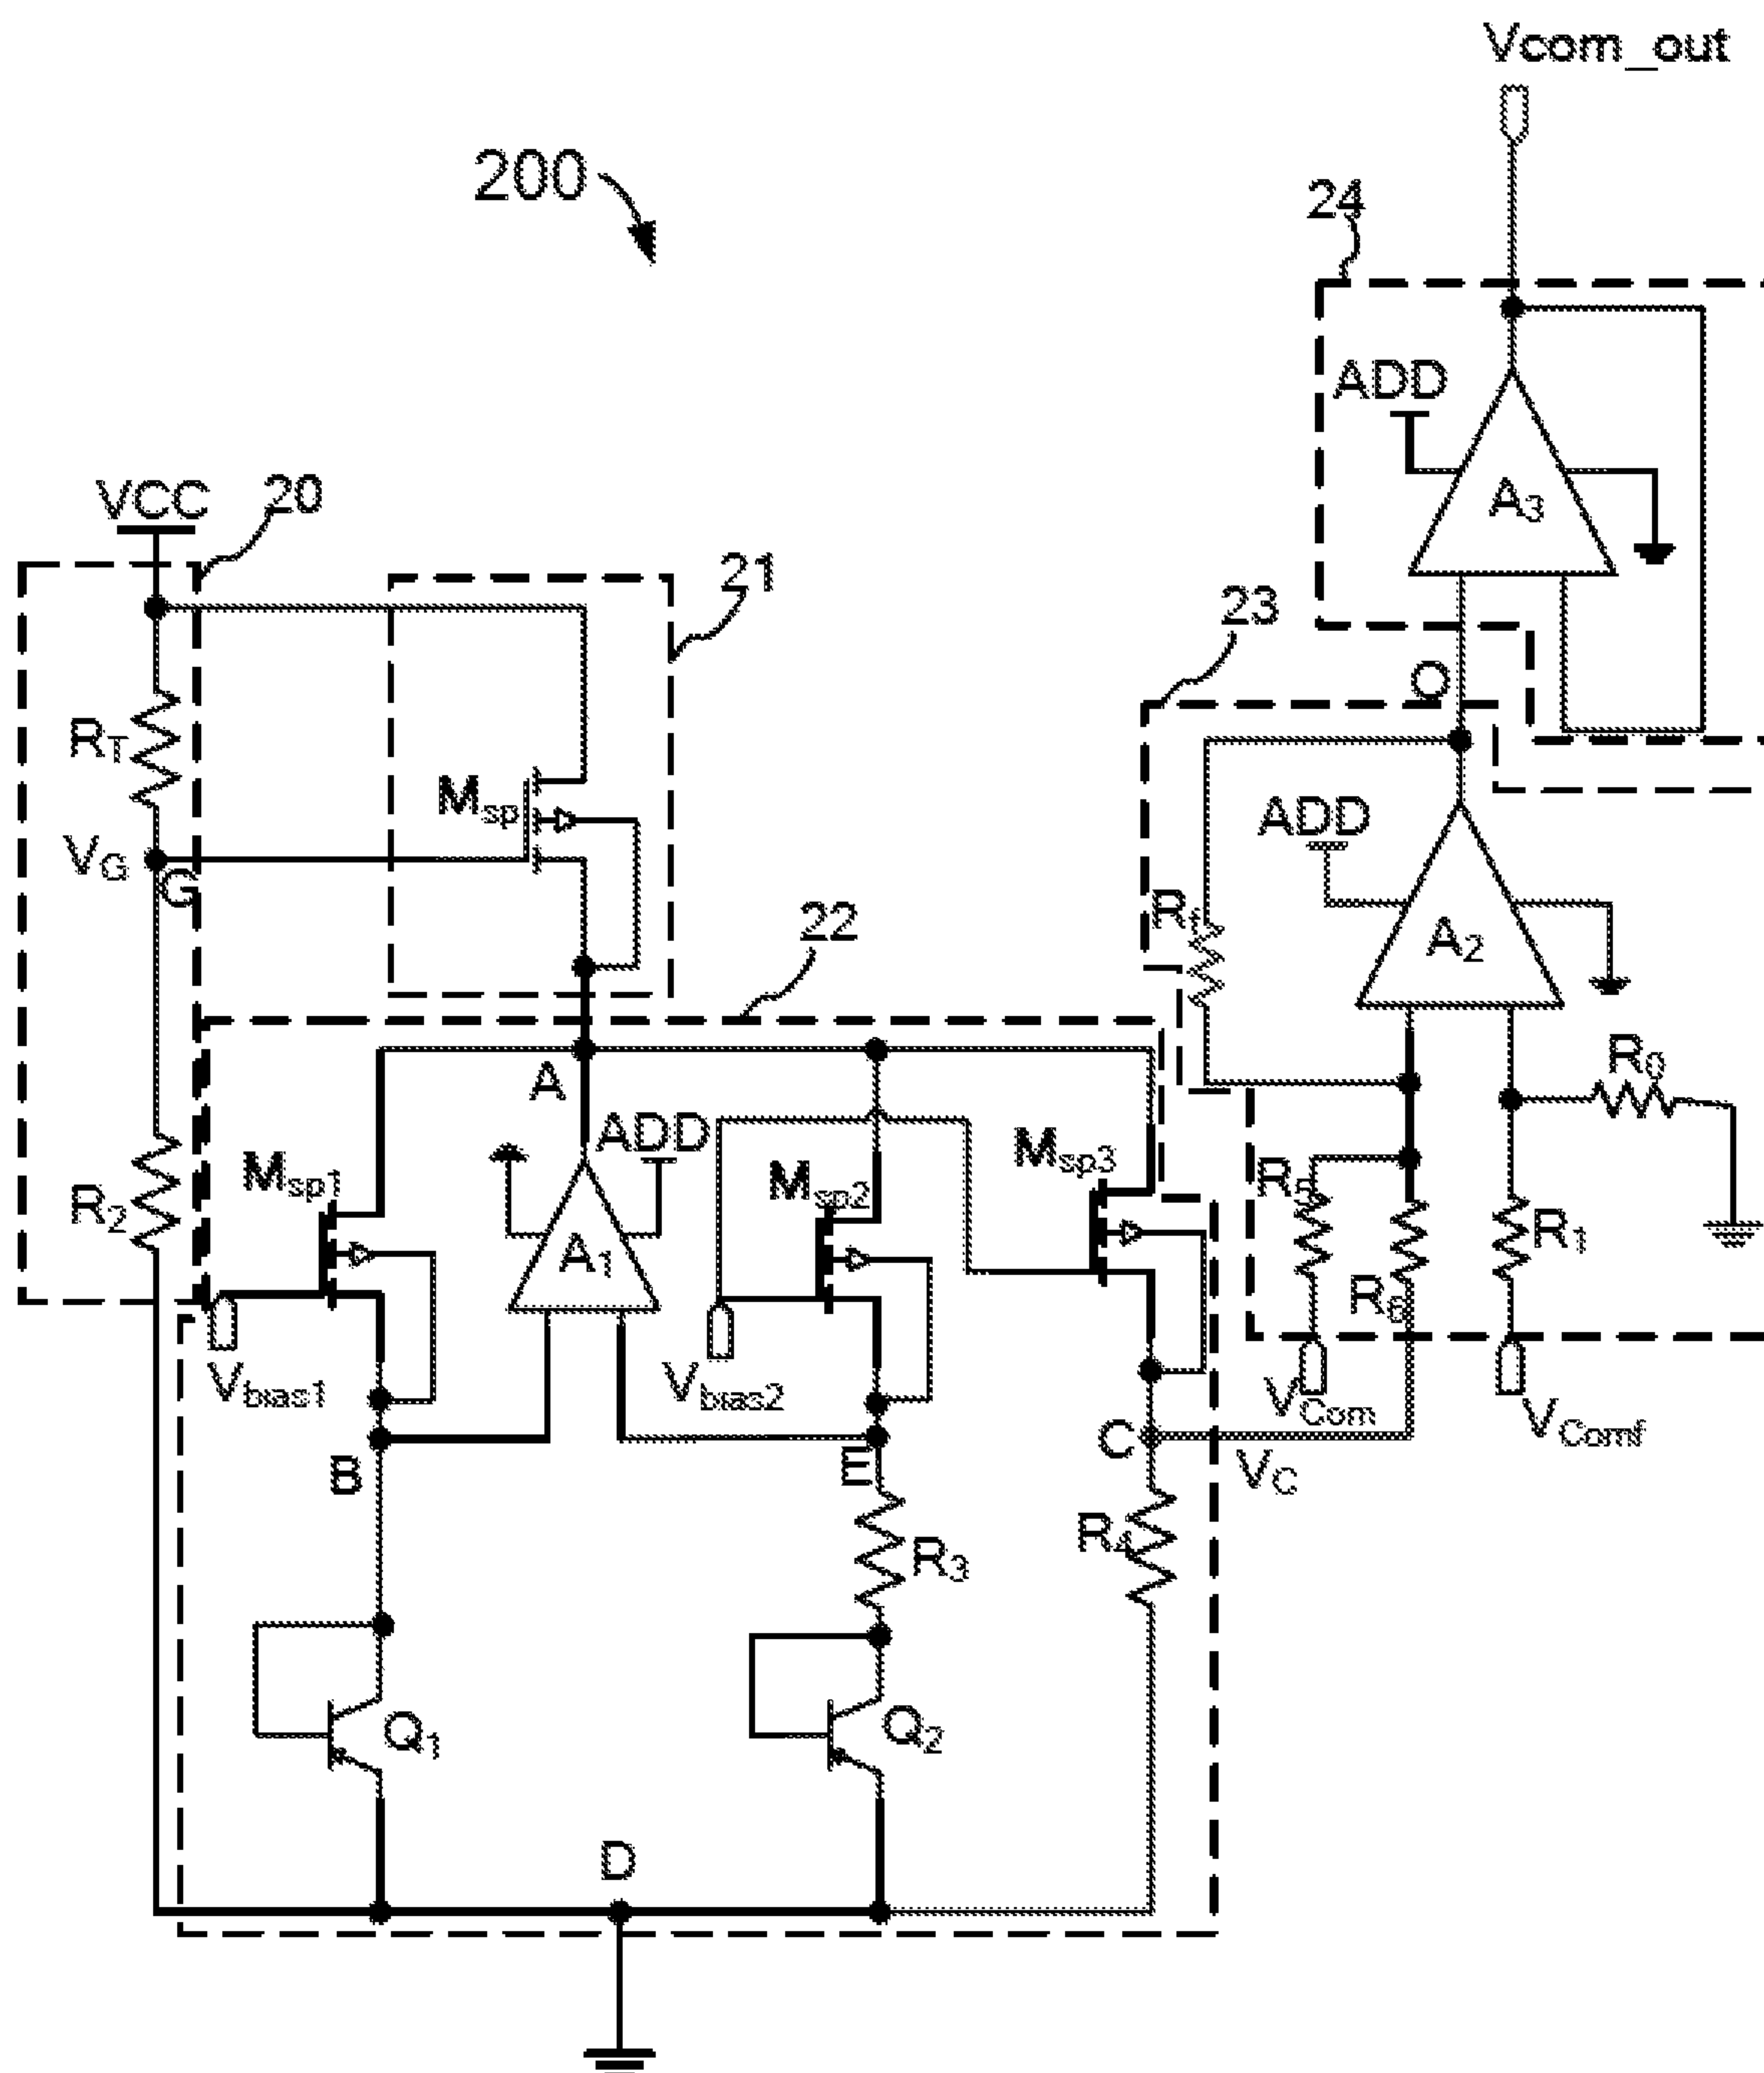 Vcom_out
200
24
ADD
A3
VCC
20
21
23
O
RT
Msp
ADD
VG
G
Rf
A2
22
R0
A
ADD
Msp1
Msp2
Msp3
R5
R2
A1
R1
R6
Vbias1
Vbias2
VCom
VComf
C
B
E
VC
R4
R3
Q1
Q2
D